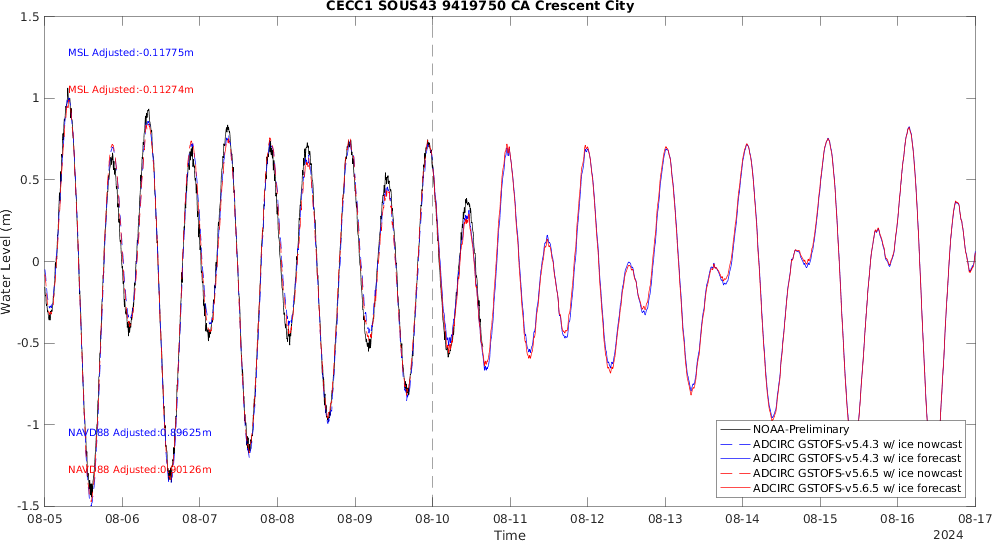 CECC1 SOUS43 9419750 CA Crescent City
1.5
1
0.5
0
-0.5
-1
-1.5
Water Level (m)
MSL Adjusted:-0.11775m
MSL Adjusted:-0.11274m
NAVD88 Adjusted:0.89625m
NAVD88 Adjusted:0.90126m
NOAA-Preliminary
ADCIRC GSTOFS-v5.4.3 w/ ice nowcast
ADCIRC GSTOFS-v5.4.3 w/ ice forecast
ADCIRC GSTOFS-v5.6.5 w/ ice nowcast
ADCIRC GSTOFS-v5.6.5 w/ ice forecast
08-05 08-06 08-07 08-08 08-09 08-10 08-11 08-12 08-13 08-14 08-15 08-16 08-17
Time
2024